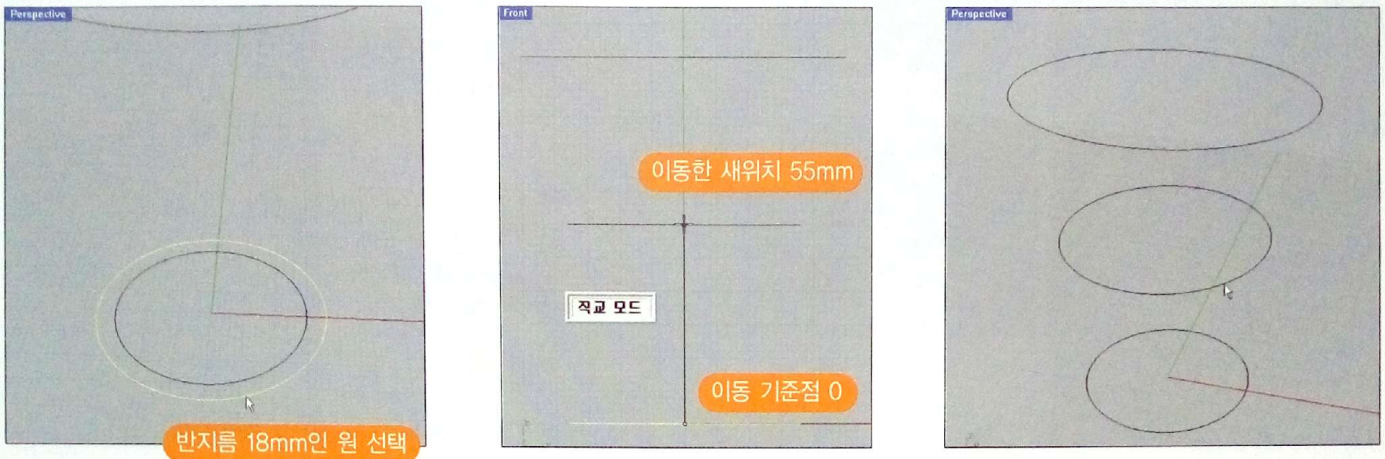 Perspective
반지름 18mm인 원 선택
Front
이동한 새위치 55mm
직교 모드
이동 기준점 0
Perspective